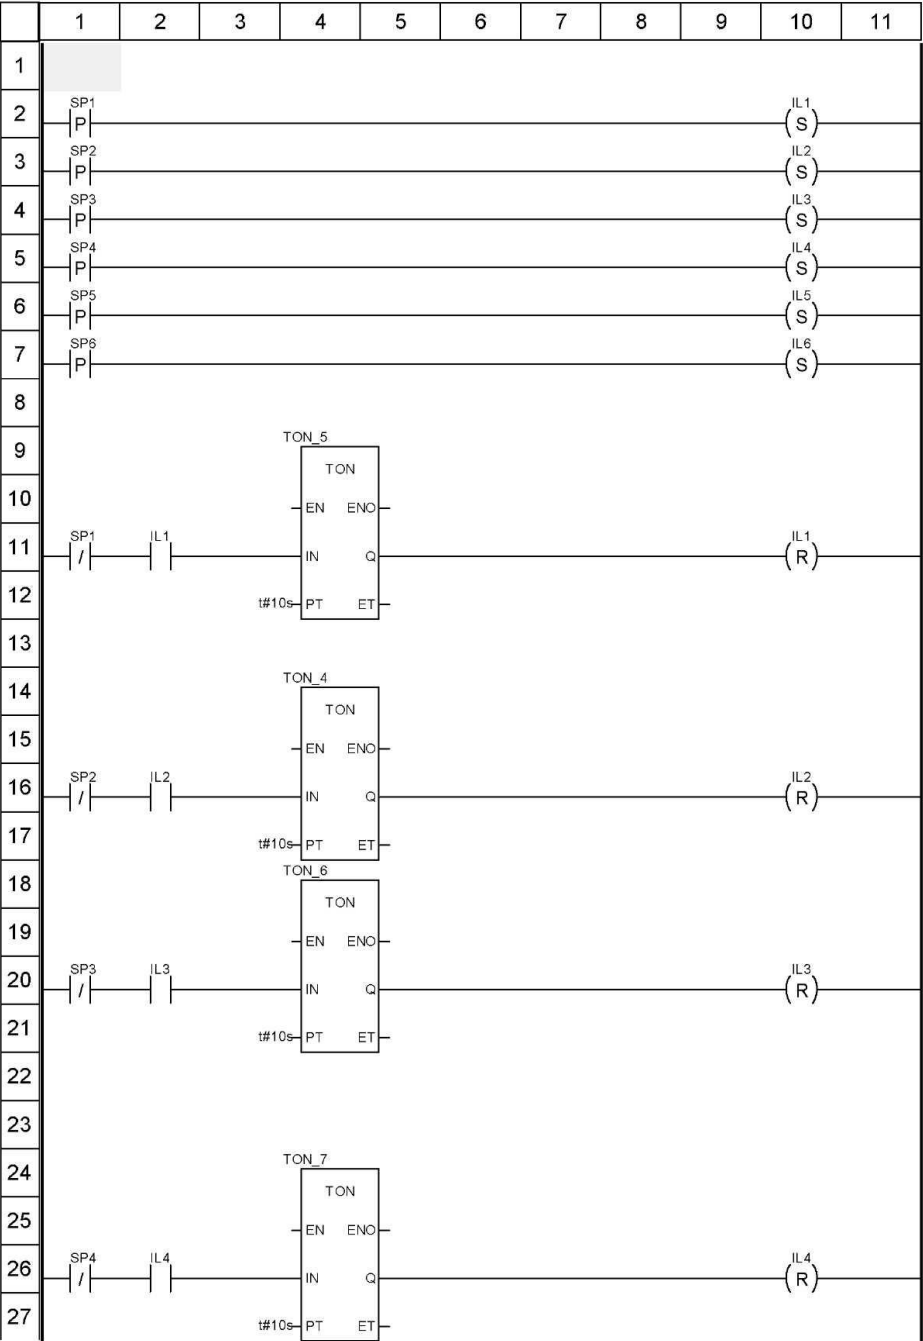 1 2 3 4 5 6 7 8 9 10 11
1
SP1 IL1
2 P S
SP2 IL2
3 P S
SP3 IL3
4 P S
SP4 IL4
5 P S
SP5 IL5
6 P S
SP6 IL6
7 P S
8
TON_5
9
TON
10 EN ENO
SP1 IL1 IL1
11 / IN Q R
12 t#10s PT ET
13
TON_4
14
TON
15 EN ENO
SP2 IL2 IL2
16 / IN Q R
17 t#10s PT ET
TON_6
18
TON
19 EN ENO
SP3 IL3 IL3
20 / IN Q R
21 t#10s PT ET
22
23
TON_7
24
TON
25 EN ENO
SP4 IL4 IL4
26 / IN Q R
27 t#10s PT ET